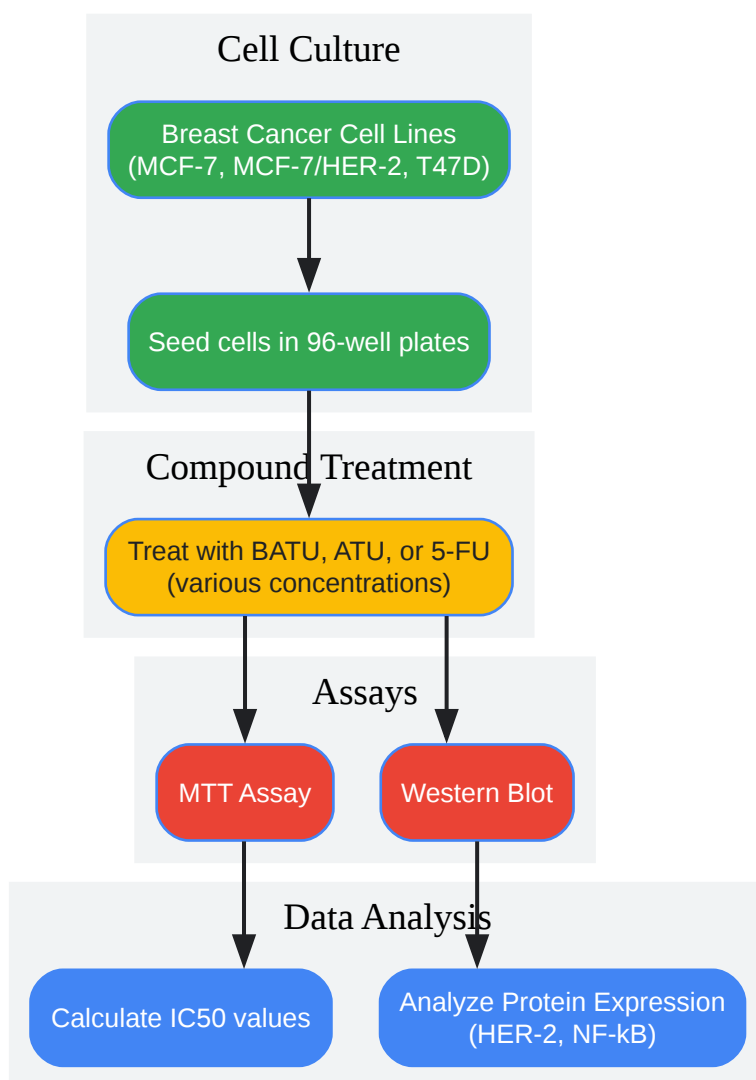 Cell Culture
Breast Cancer Cell Lines
(MCF-7, MCF-7/HER-2, T47D)
Seed cells in 96-well plates
Compound Treatment
Treat with BATU, ATU, or 5-FU
(various concentrations)
Assays
MTT Assay
Western Blot
Data Analysis
Calculate IC50 values
Analyze Protein Expression
(HER-2, NF-kB)